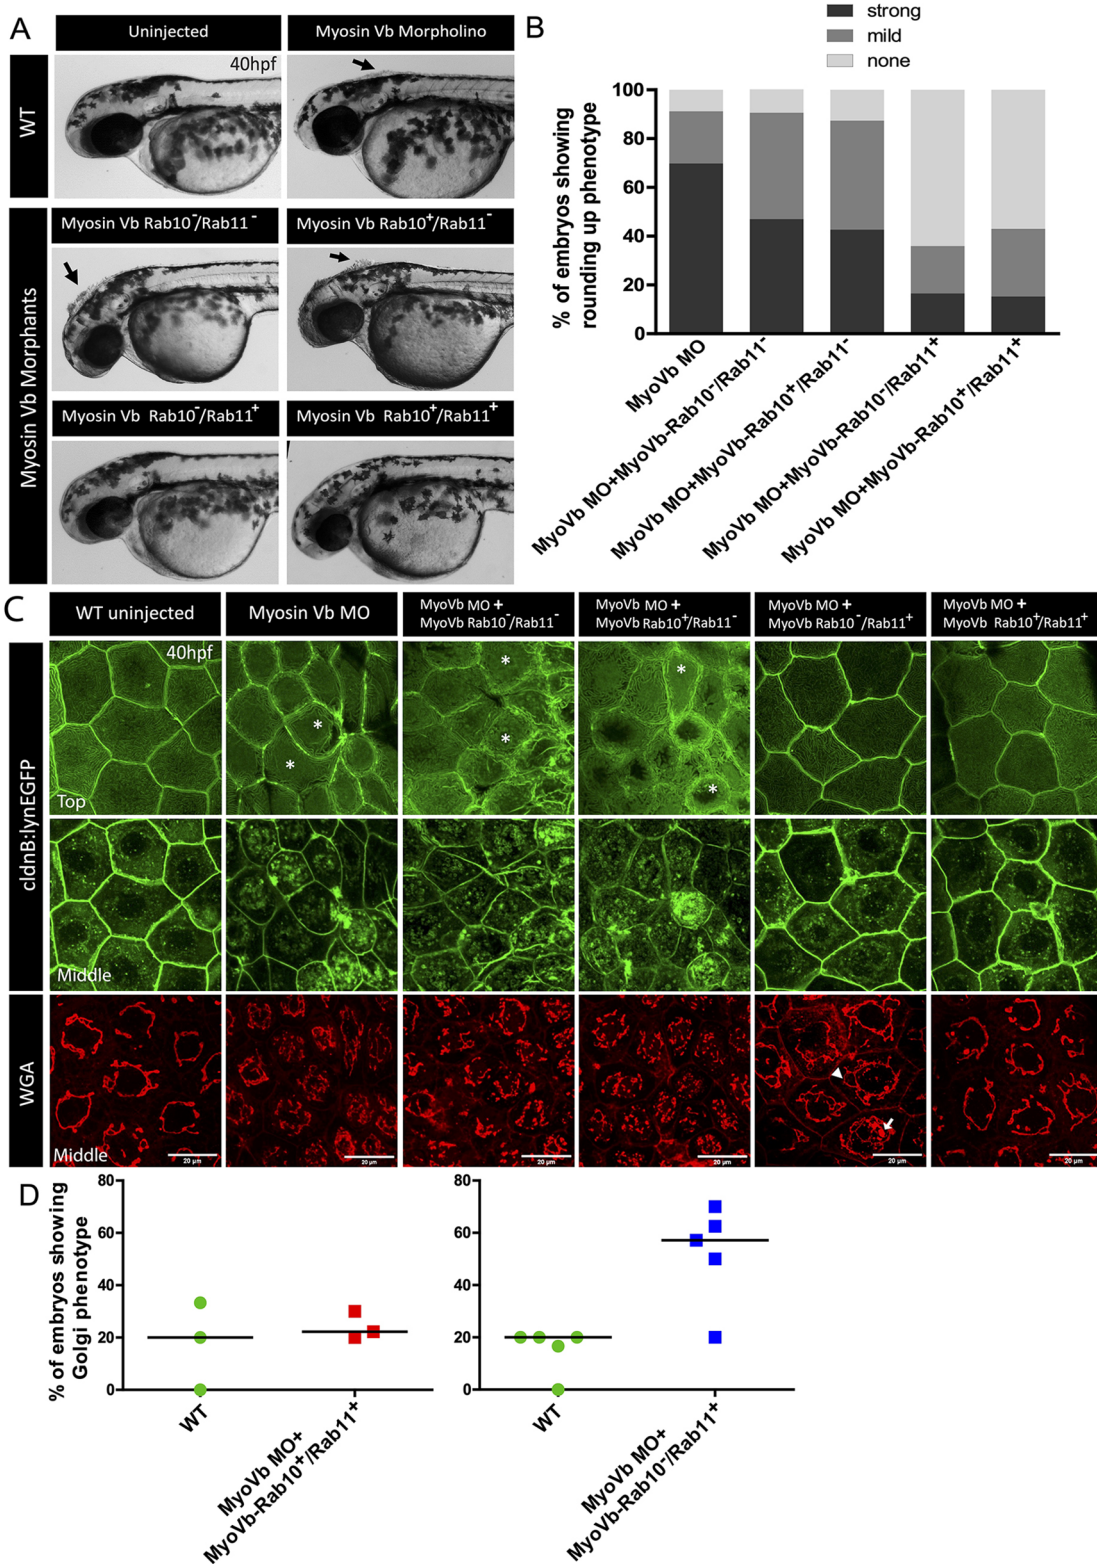 A
Uninjected
Myosin Vb Morpholino
WT
40hpf
Myosin Vb Morphants
Myosin Vb Rab10⁻/Rab11⁻
Myosin Vb Rab10⁺/Rab11⁻
Myosin Vb Rab10⁻/Rab11⁺
Myosin Vb Rab10⁺/Rab11⁺
B
strong
mild
none
% of embryos showing
rounding up phenotype
100
80
60
40
20
0
MyoVb MO
MyoVb MO+MyoVb-Rab10⁻/Rab11⁻
MyoVb MO+MyoVb-Rab10⁺/Rab11⁻
MyoVb MO+MyoVb-Rab10⁻/Rab11⁺
MyoVb MO+MyoVb-Rab10⁺/Rab11⁺
C
WT uninjected
Myosin Vb MO
MyoVb MO +
MyoVb Rab10⁻/Rab11⁻
MyoVb MO +
MyoVb Rab10⁺/Rab11⁻
MyoVb MO +
MyoVb Rab10⁻/Rab11⁺
MyoVb MO +
MyoVb Rab10⁺/Rab11⁺
cldnB:lynEGFP
40hpf
Top
* * * * * *
Middle
WGA
Middle
20 µm
20 µm
20 µm
20 µm
20 µm
20 µm
D
% of embryos showing
Golgi phenotype
80
60
40
20
0
WT
MyoVb MO+
MyoVb-Rab10⁺/Rab11⁺
80
60
40
20
0
WT
MyoVb MO+
MyoVb-Rab10⁻/Rab11⁺